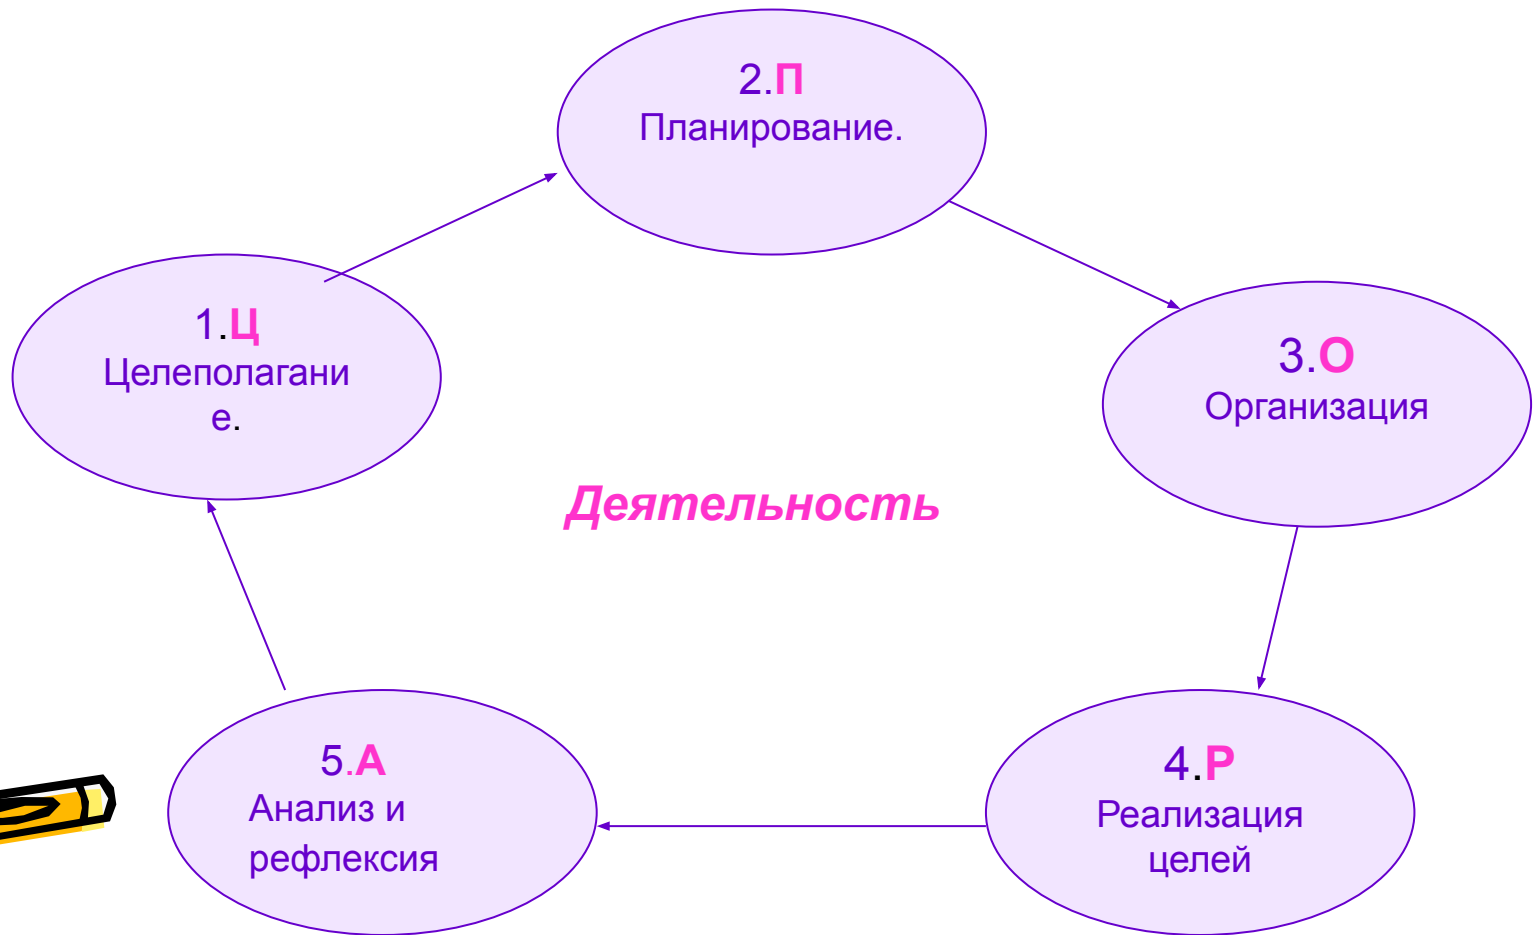 2.П
Планирование.
1.Ц
Целеполагани
е.
3.О
Организация
Деятельность
5.А
Анализ и
рефлексия
4.Р
Реализация
целей